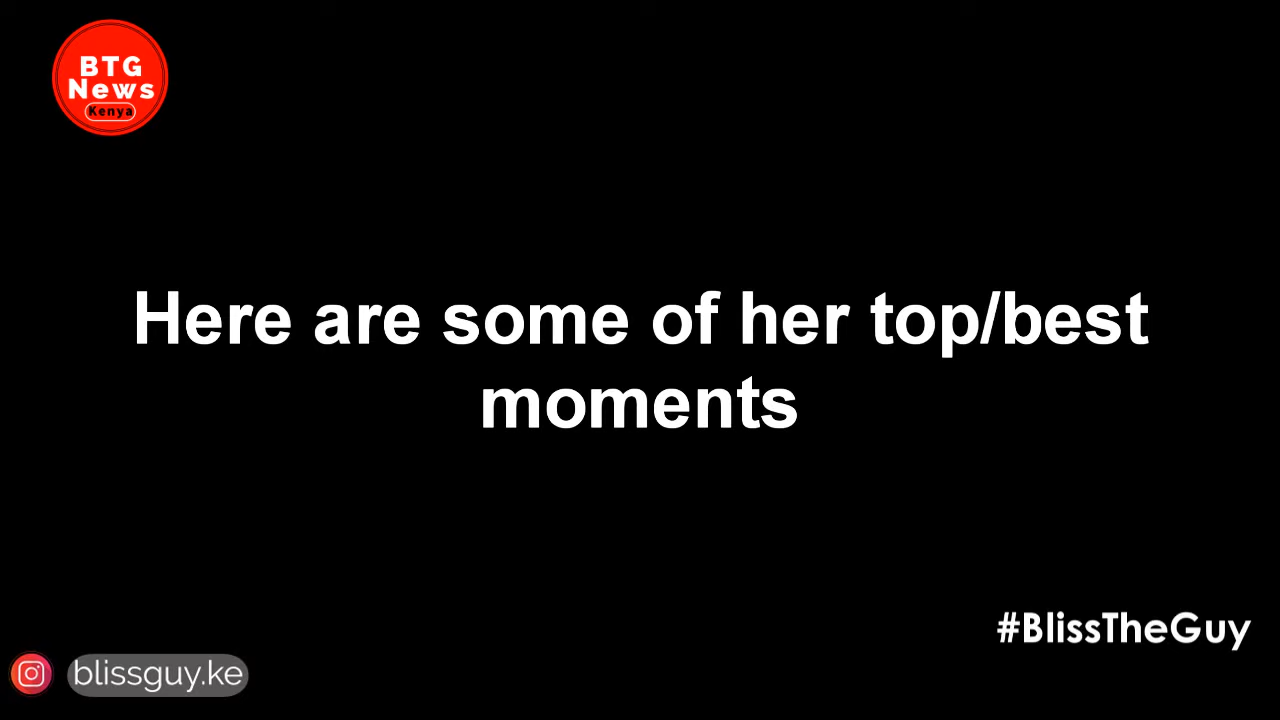 BTG
News
Kenya
Here are some of her top/best
moments
#BlissTheGuy
blissguy.ke